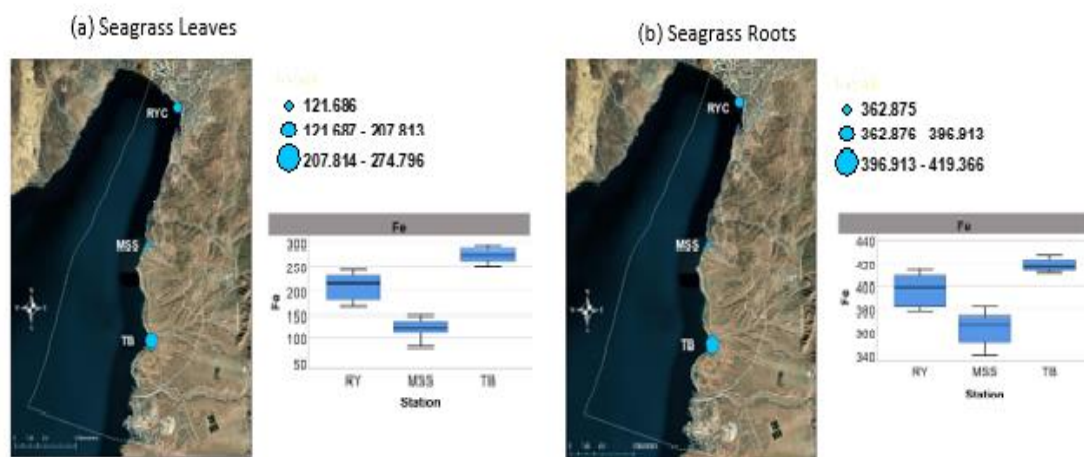 (a) Seagrass Leaves
RYC
MSS
TB
121.686
121.687 - 207.813
207.814 - 274.796
Fe
300
250
200
150
100
50
Fe
RY MSS TB
Station
(b) Seagrass Roots
RYC
MSS
TB
362.875
362.876 396.913
396.913 - 419.366
Fe
440
420
400
380
360
340
Fe
RY MSS TB
Station